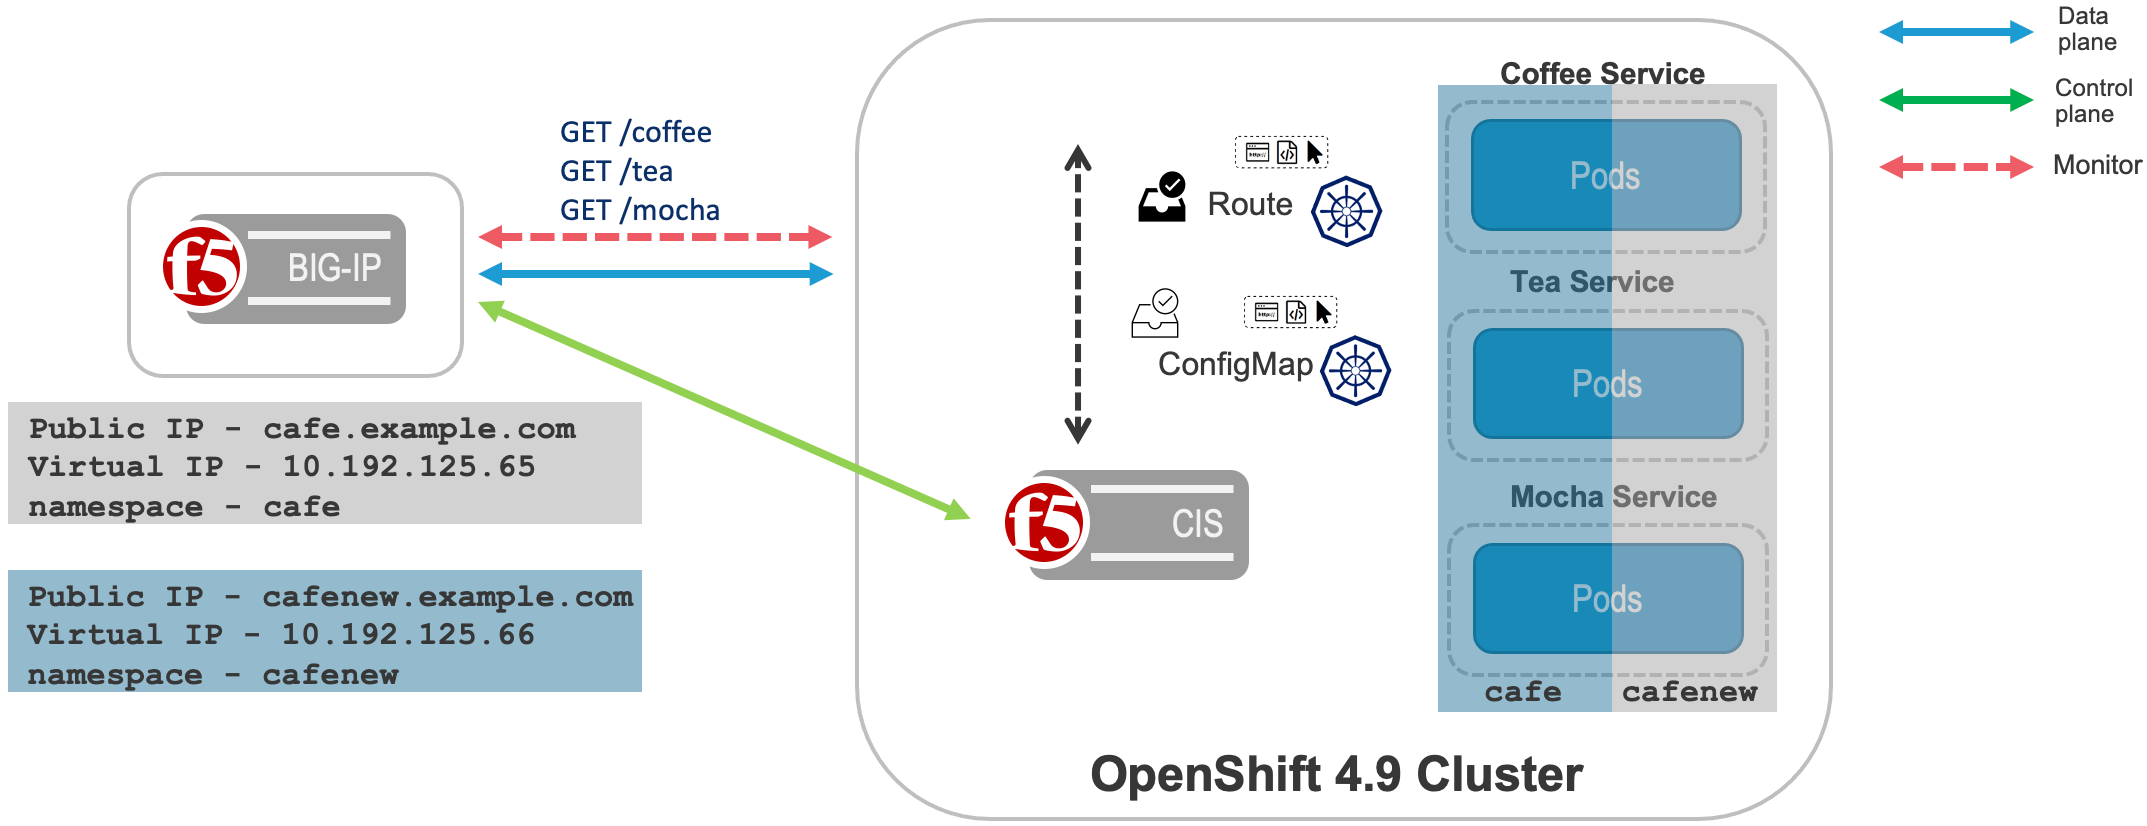 GET /coffee
GET /tea
GET /mocha
f5
BIG-IP
Public IP - cafe.example.com
Virtual IP - 10.192.125.65
namespace - cafe
Public IP - cafenew.example.com
Virtual IP - 10.192.125.66
namespace - cafenew
http://
</>
Route
http://
</>
ConfigMap
f5
CIS
Coffee Service
Pods
Tea Service
Pods
Mocha Service
Pods
cafe
cafenew
OpenShift 4.9 Cluster
Data
plane
Control
plane
Monitor